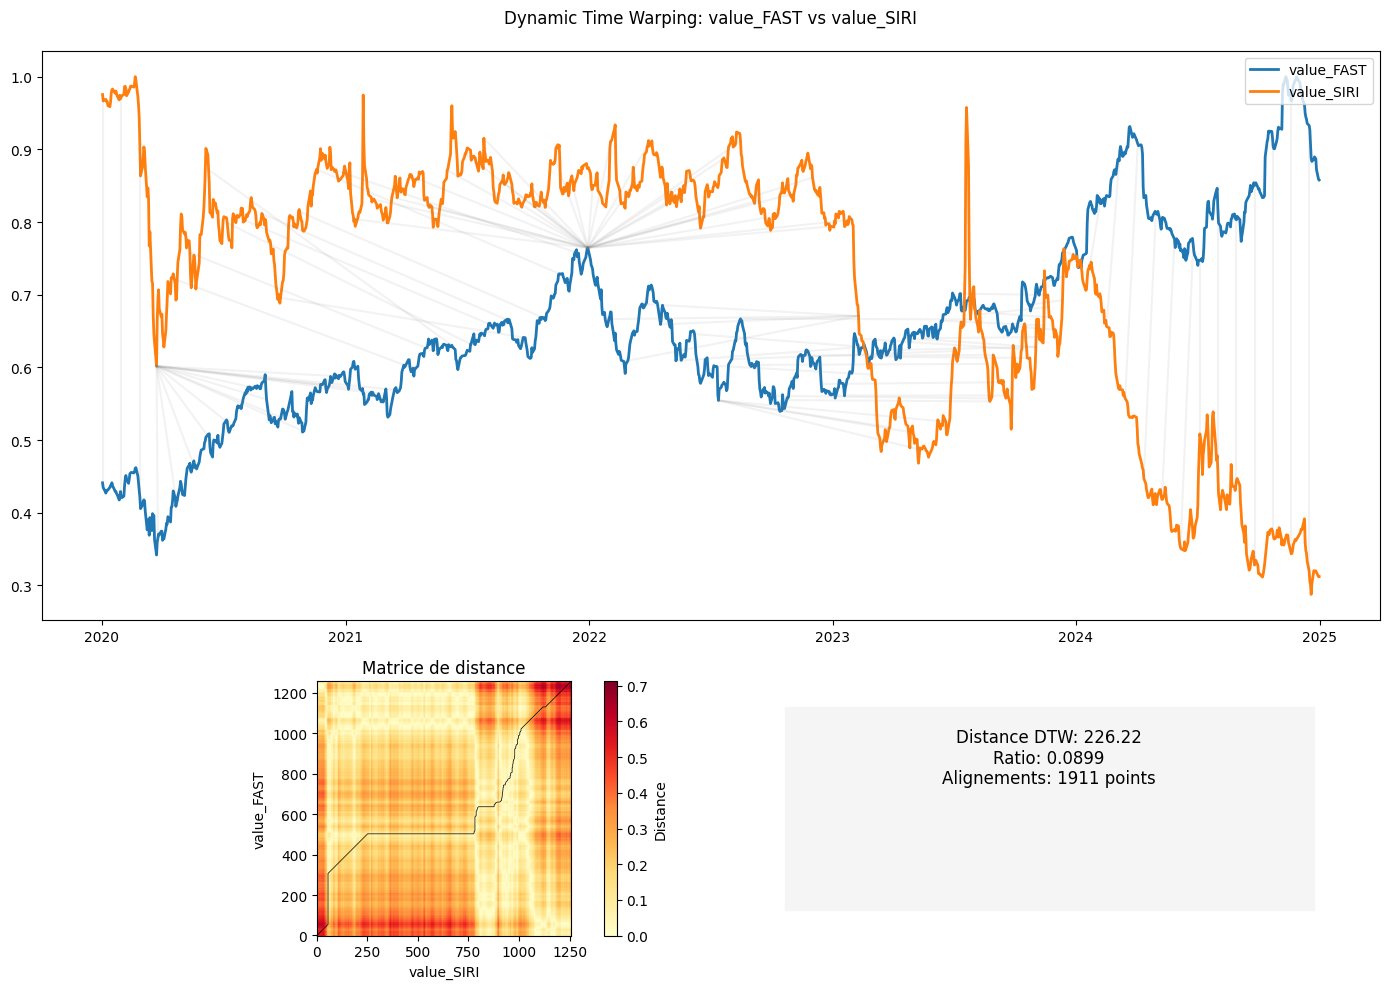 Dynamic Time Warping: value_FAST vs value_SIRI
value_FAST
value_SIRI
1.0
0.9
0.8
0.7
0.6
0.5
0.4
0.3
2020 2021 2022 2023 2024 2025
Matrice de distance
value_FAST
1200
1000
800
600
400
200
0
0 250 500 750 1000 1250
value_SIRI
0.7
0.6
0.5
0.4
0.3
0.2
0.1
0.0
Distance
Distance DTW: 226.22
Ratio: 0.0899
Alignements: 1911 points